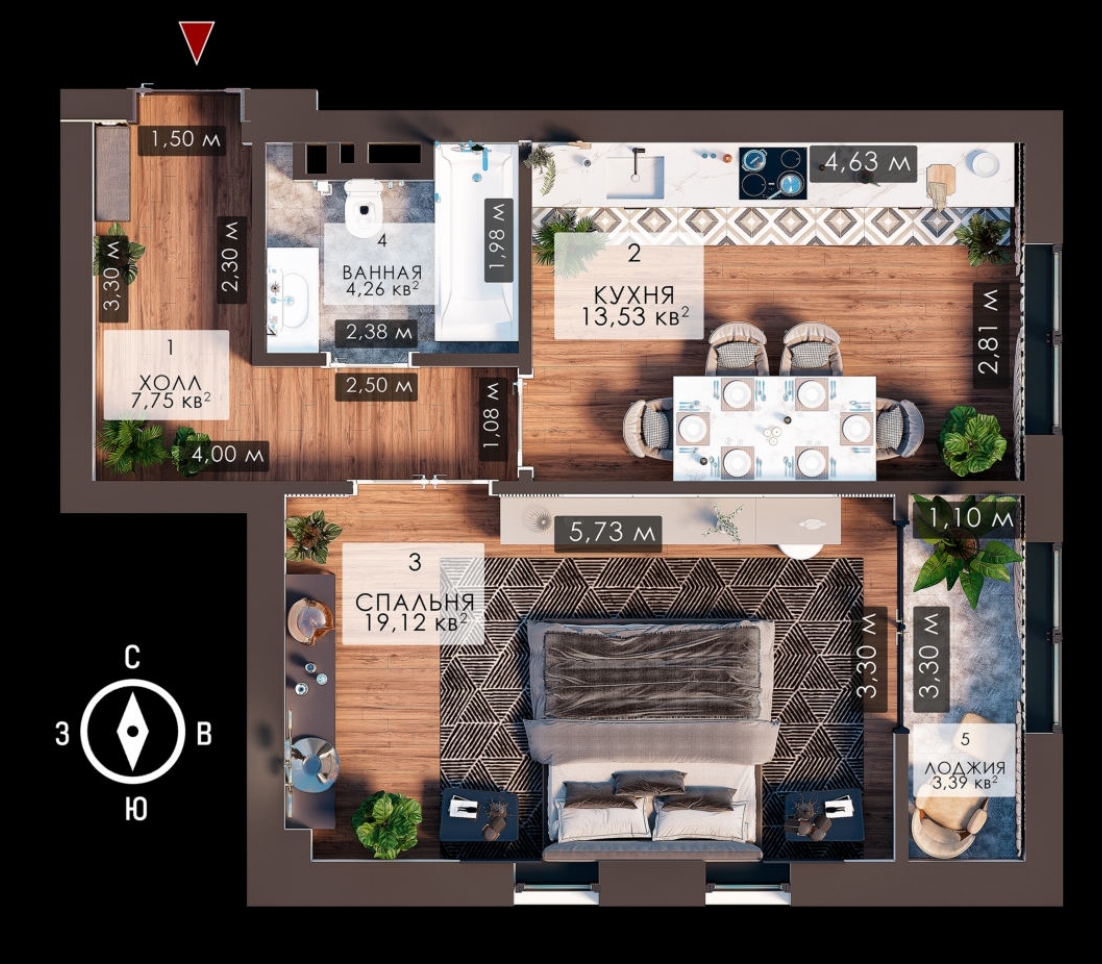 1,50 м
4,63 м
3,30 м
2,30 м
4
ВАННАЯ
4,26 кв²
1,98 м
2
КУХНЯ
13,53 кв²
2,38 м
2,81 м
1
ХОЛЛ
7,75 кв²
2,50 м
1,08 м
4,00 м
5,73 м
1,10 м
3
СПАЛЬНЯ
19,12 кв²
3,30 м
3,30 м
С
З
В
Ю
5
ЛОДЖИЯ
3,39 кв²